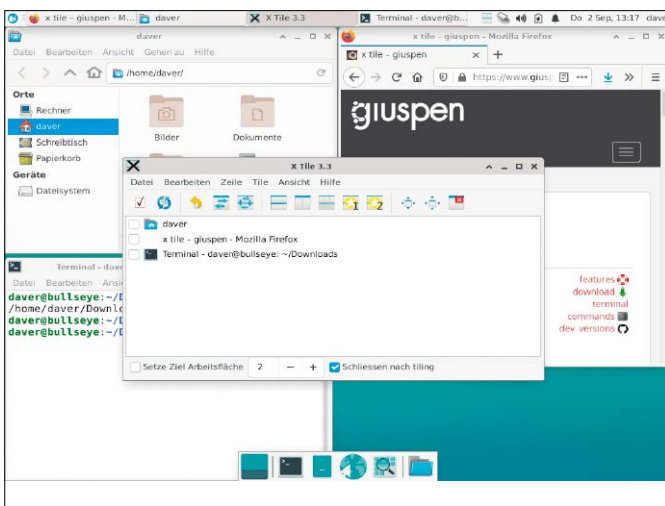 x tile - giuspen - M...
daver
X Tile 3.3
Terminal - daver@b...
Do 2 Sep, 13:17
dave
daver
Datei Bearbeiten Ansicht Gehen zu Hilfe
/home/daver/
Orte
Rechner
daver
Schreibtisch
Papierkorb
Geräte
Dateisystem
Bilder
Dokumente
x tile - giuspen - Mozilla Firefox
x tile - giuspen
https://www.gius
giuspen
features
download
terminal
commands
dev. versions
X Tile 3.3
Datei Bearbeiten Zeile Tile Ansicht Hilfe
1 2
daver
x tile - giuspen - Mozilla Firefox
Terminal - daver@bullseye: ~/Downloads
Setze Ziel Arbeitsfläche 2 − + Schliessen nach tiling
Terminal - dave
Datei Bearbeiten Ansi
daver@bullseye:~/D
/home/daver/Downlo
daver@bullseye:~/D
daver@bullseye:~/D